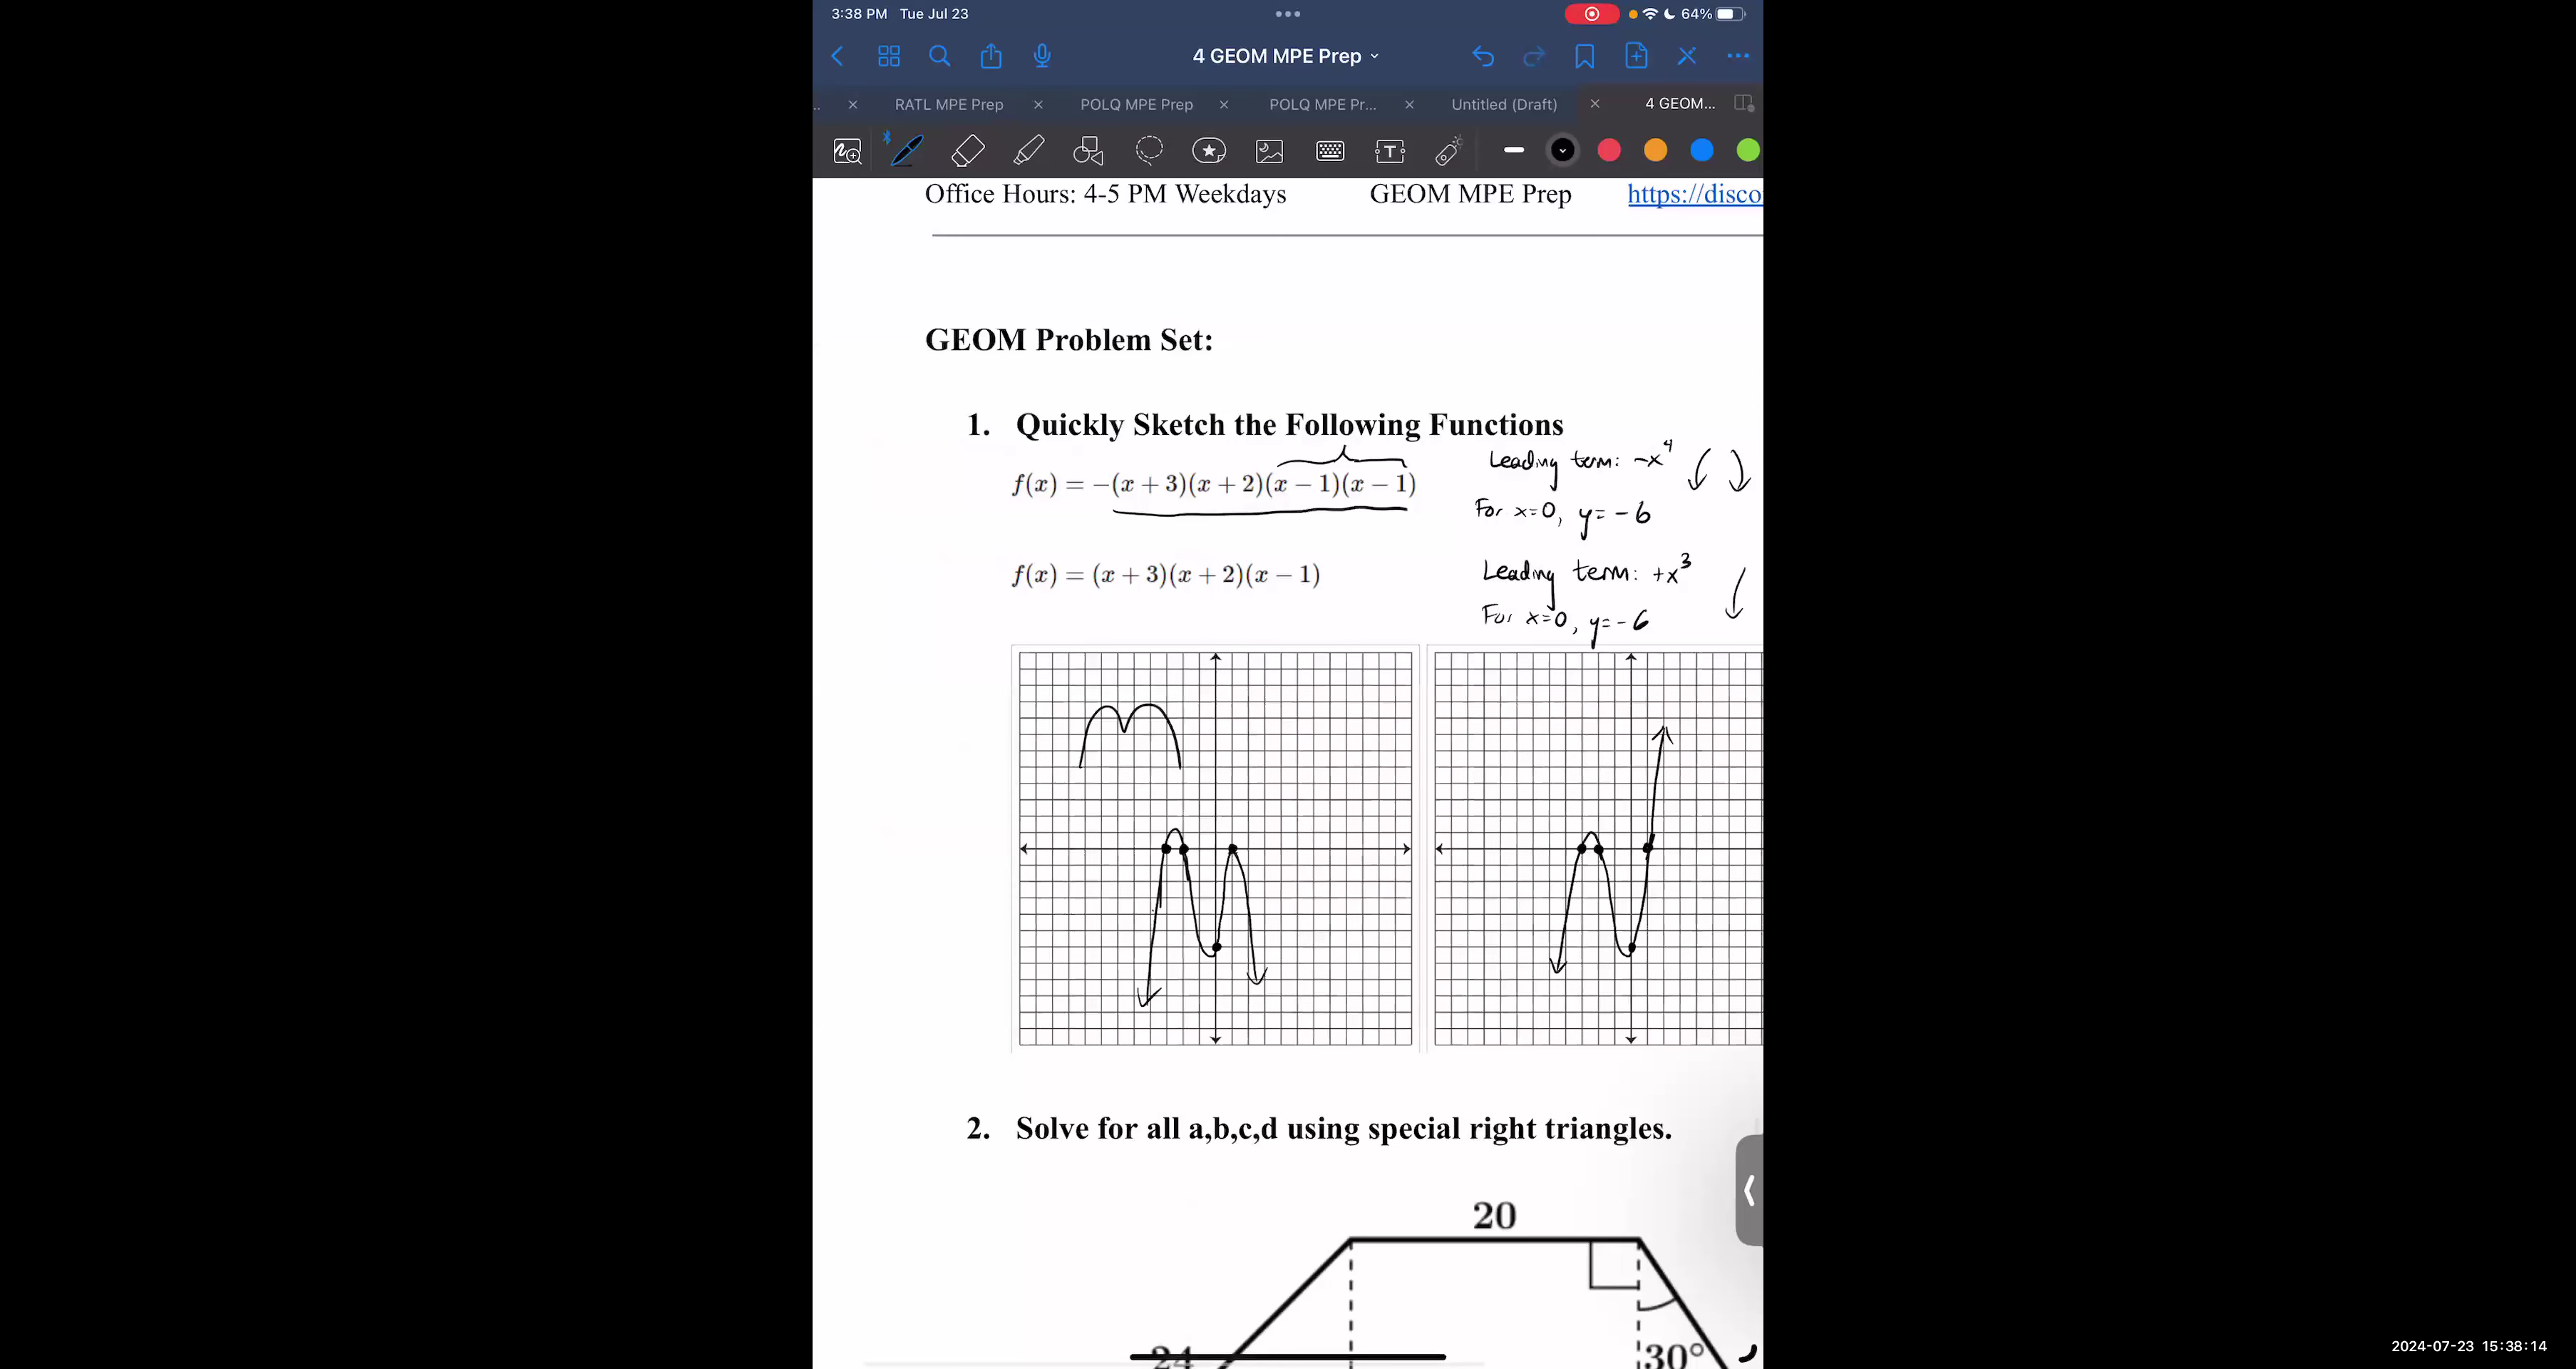 3:38 PM Tue Jul 23
64%
4 GEOM MPE Prep
RATL MPE Prep
POLQ MPE Prep
POLQ MPE Pr...
Untitled (Draft)
4 GEOM...
Office Hours: 4-5 PM Weekdays GEOM MPE Prep https://disco
GEOM Problem Set:
1. Quickly Sketch the Following Functions
f(x) = −(x + 3)(x + 2)(x − 1)(x − 1)
Leading term: -x⁴
For x=0, y= -6
f(x) = (x + 3)(x + 2)(x − 1)
Leading term: +x³
For x=0, y=-6
2. Solve for all a,b,c,d using special right triangles.
20
24
30°
2024-07-23 15:38:14